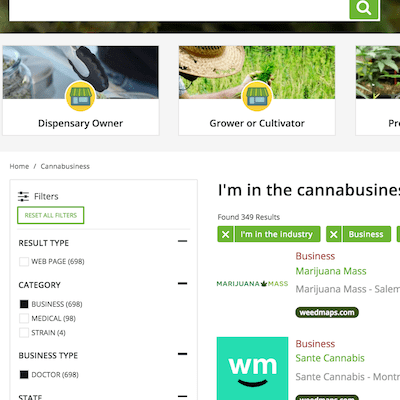 Dispensary Owner
Grower or Cultivator
Home / Cannabusiness
Filters
RESET ALL FILTERS
RESULT TYPE
WEB PAGE (698)
CATEGORY
BUSINESS (698)
MEDICAL (98)
STRAIN (4)
BUSINESS TYPE
DOCTOR (698)
STATE
I'm in the cannabusine
Found 349 Results
I'm in the industry
Business
MARIJUANA MASS
Business
Marijuana Mass
Marijuana Mass - Salem
weedmaps.com
wm
Business
Sante Cannabis
Sante Cannabis - Montr
weedmaps.com